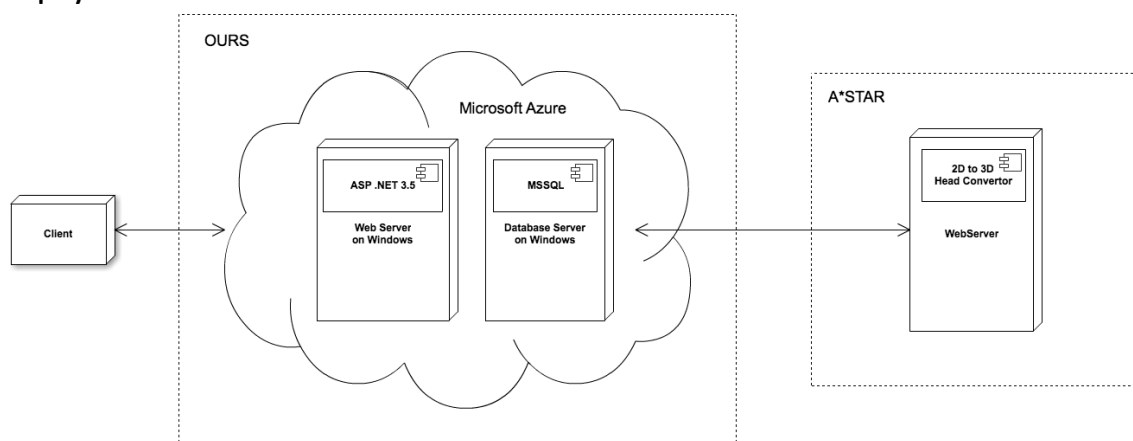 OURS
Microsoft Azure
A*STAR
ASP .NET 3.5
MSSQL
2D to 3D
Head Convertor
Client
Web Server
on Windows
Database Server
on Windows
WebServer